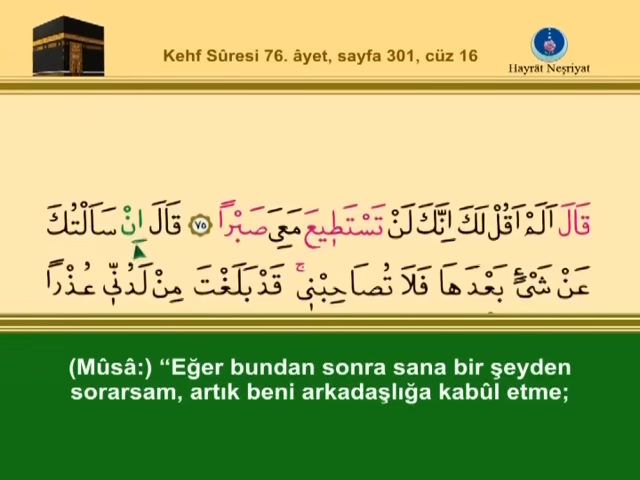 Kehf Sûresi 76. âyet, sayfa 301, cüz 16
Hayrât Neşriyat
قَالَ اَلَمْ اَقُلْ لَكَ اِنَّكَ لَنْ تَسْتَط۪يعَ مَعِيَ صَبْرًا ﴿٧٥﴾ قَالَ اِنْ سَاَلْتُكَ
عَنْ شَيْءٍ بَعْدَهَا فَلَا تُصَاحِبْن۪يۚ قَدْ بَلَغْتَ مِنْ لَدُنّ۪ي عُذْرًا
(Mûsâ:) “Eğer bundan sonra sana bir şeyden
sorarsam, artık beni arkadaşlığa kabûl etme;